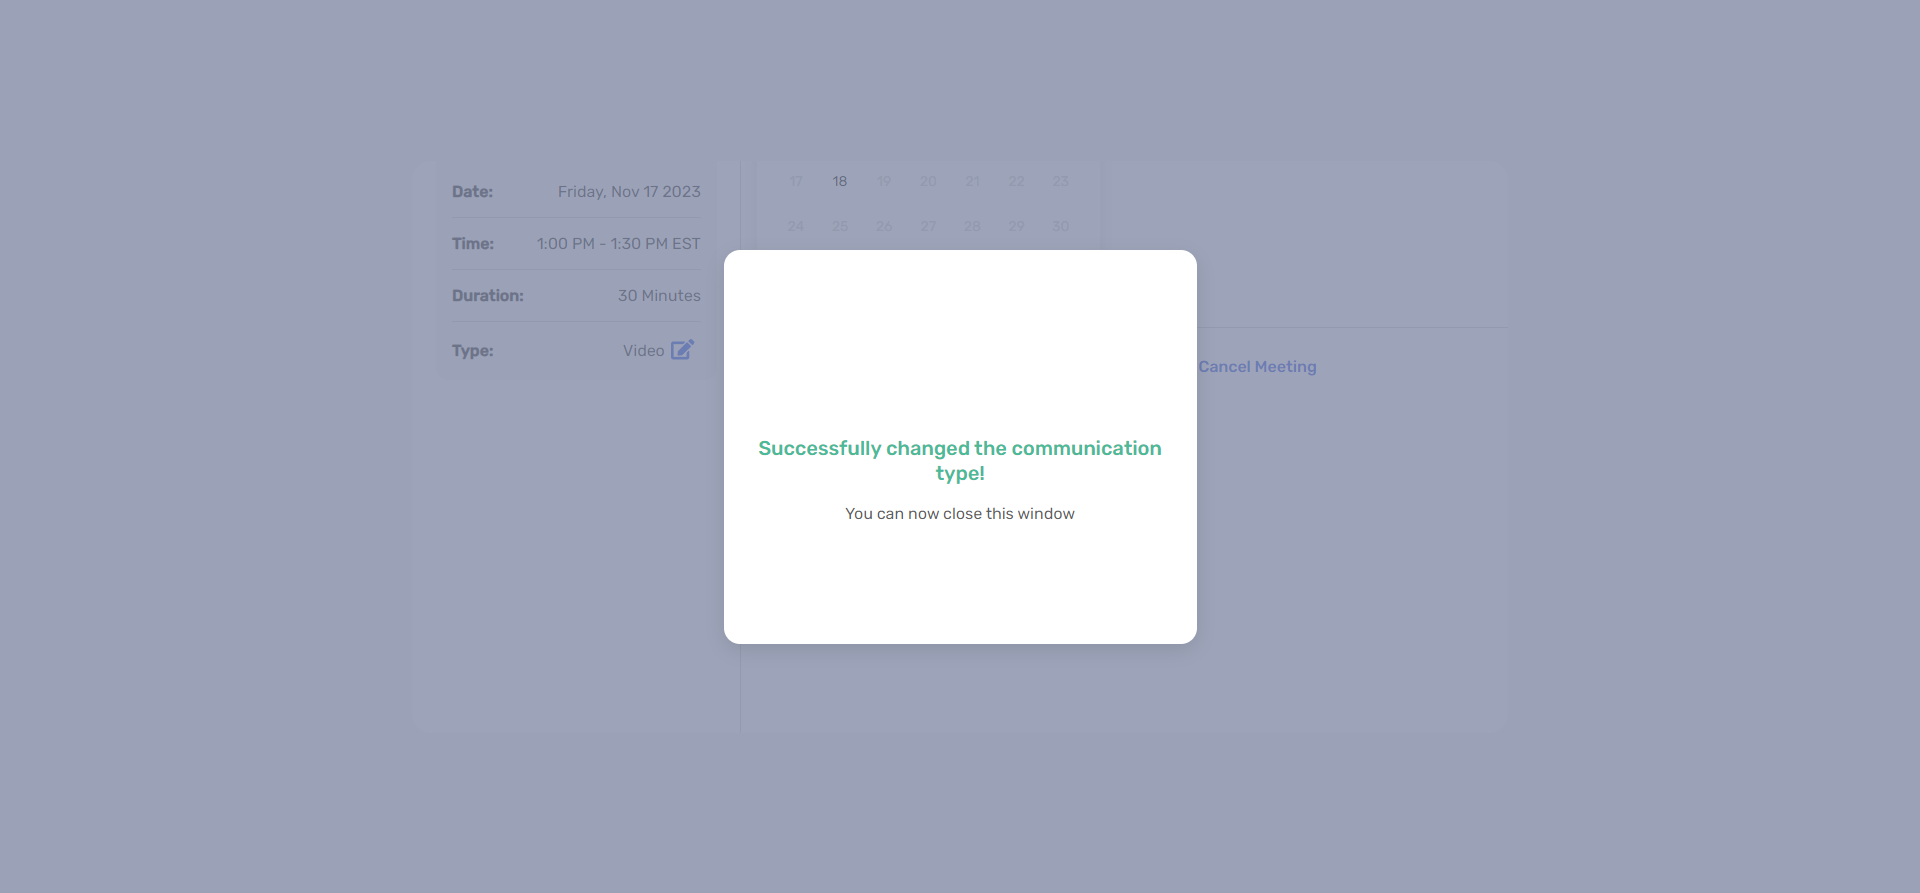 Date: Friday, Nov 17 2023
Time: 1:00 PM - 1:30 PM EST
Duration: 30 Minutes
Type: Video
17 18 19 20 21 22 23
24 25 26 27 28 29 30
Cancel Meeting
Successfully changed the communication
type!
You can now close this window